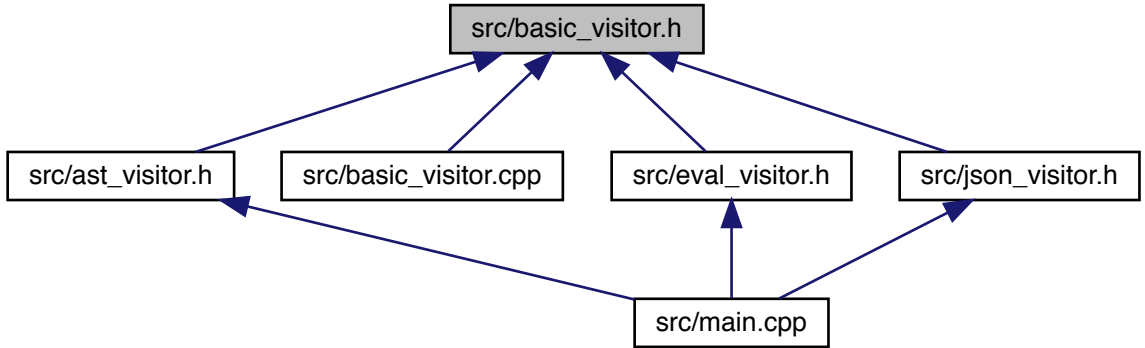 src/basic_visitor.h
src/ast_visitor.h
src/basic_visitor.cpp
src/eval_visitor.h
src/json_visitor.h
src/main.cpp